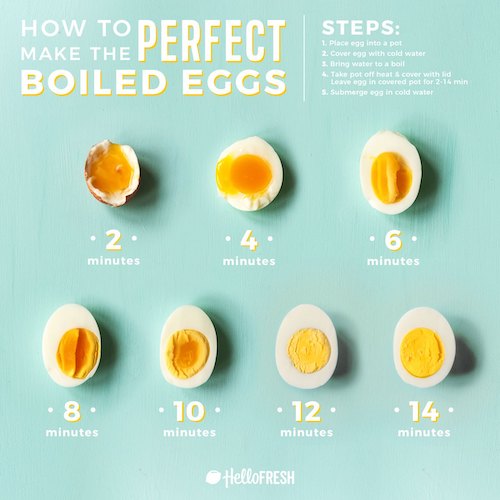 HOW TO
MAKE THE
PERFECT
BOILED EGGS
STEPS:
1. Place egg into a pot
2. Cover egg with cold water
3. Bring water to a boil
4. Take pot off heat & cover with lid
Leave egg in covered pot for 2-14 min
5. Submerge egg in cold water
• 2 •
minutes
• 4 •
minutes
• 6 •
minutes
• 8 •
minutes
• 10 •
minutes
• 12 •
minutes
• 14 •
minutes
HelloFRESH